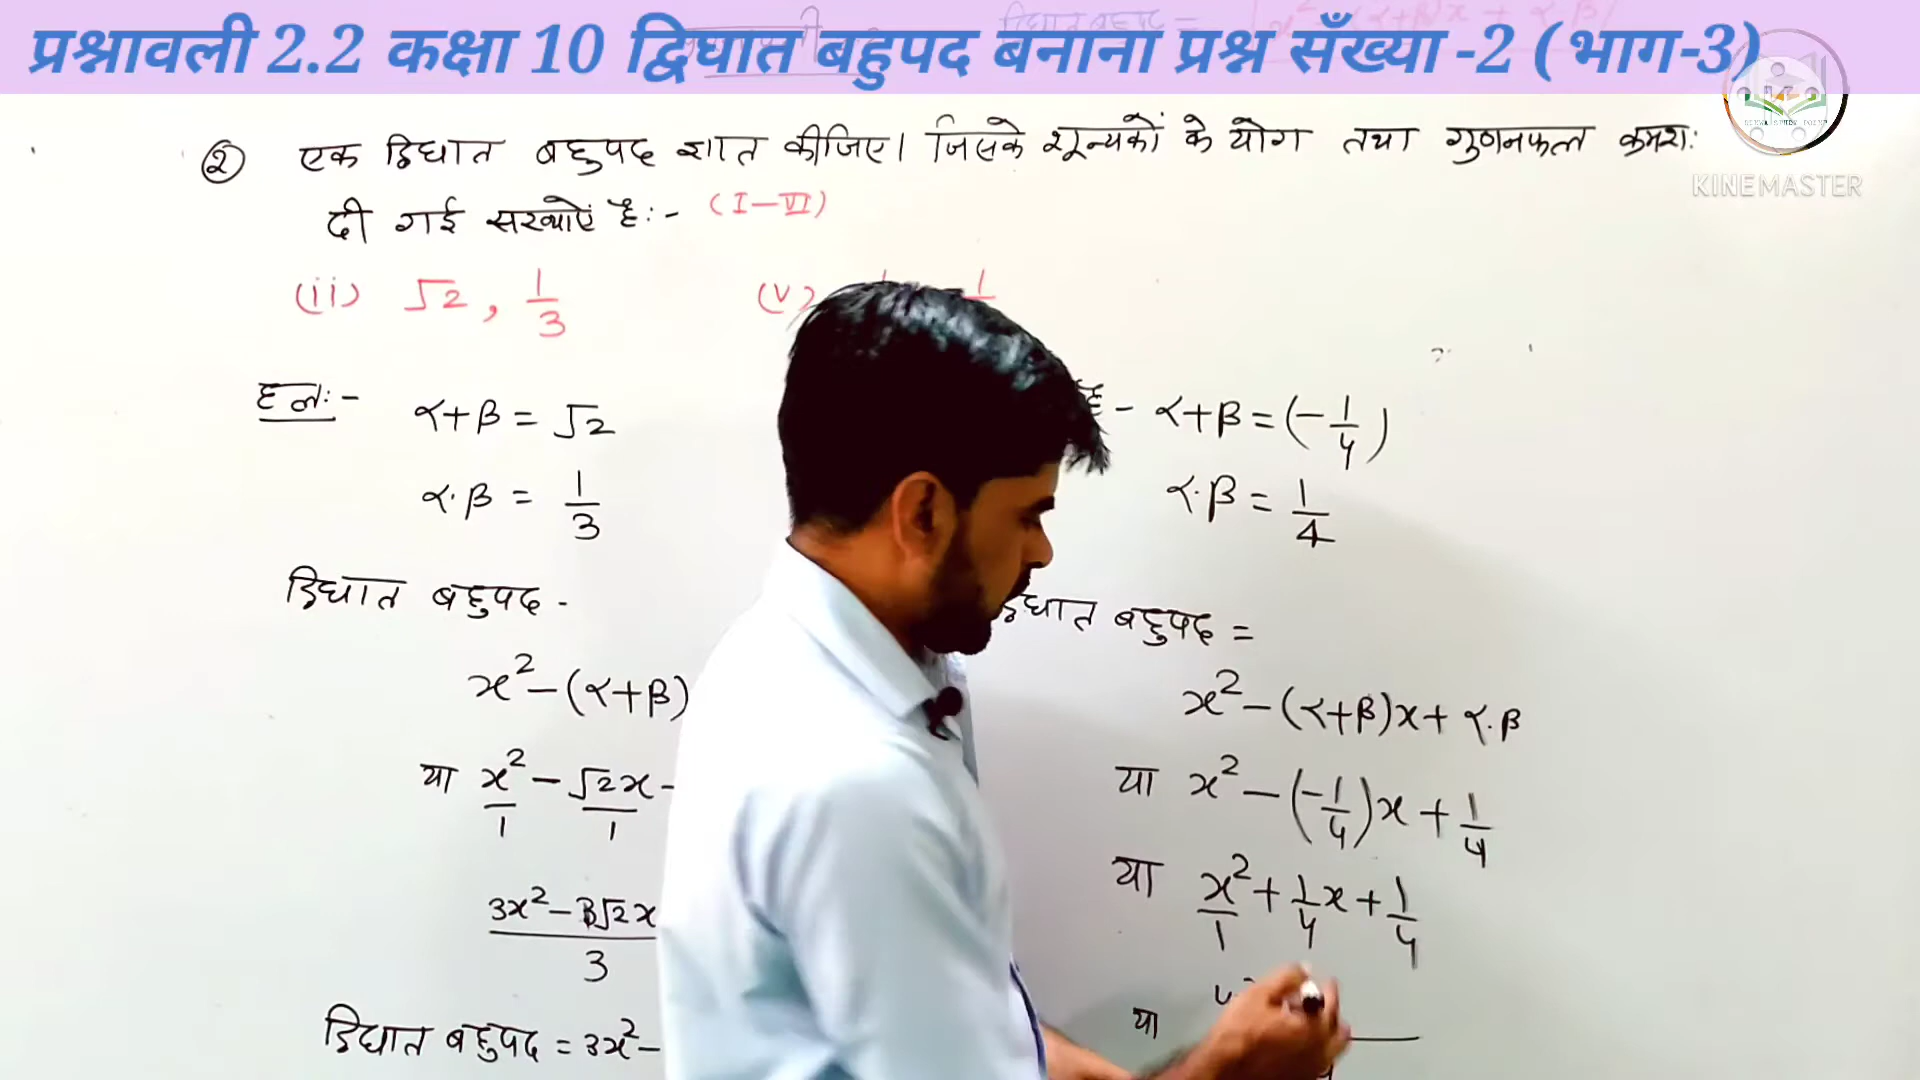 प्रश्नावली 2.2 कक्षा 10 द्विघात बहुपद बनाना प्रश्न सँख्या -2 (भाग-3)
KINEMASTER
② एक द्विघात बहुपद ज्ञात कीजिए। जिसके शून्यकों के योग तथा गुणनफल क्रमशः
दी गई संख्याएं है:- (I-VI)
(ii) √2, 1/3
(v)
हल:- α+β = √2
α.β = 1/3
द्विघात बहुपद -
x² - (α+β)
या x²/1 - √2x/1 -
3x² - 3√2x / 3
द्विघात बहुपद = 3x² -
- α+β = (-1/4)
α.β = 1/4
द्विघात बहुपद =
x² - (α+β)x + α.β
या x² - (-1/4)x + 1/4
या x²/1 + 1/4 x + 1/4
या